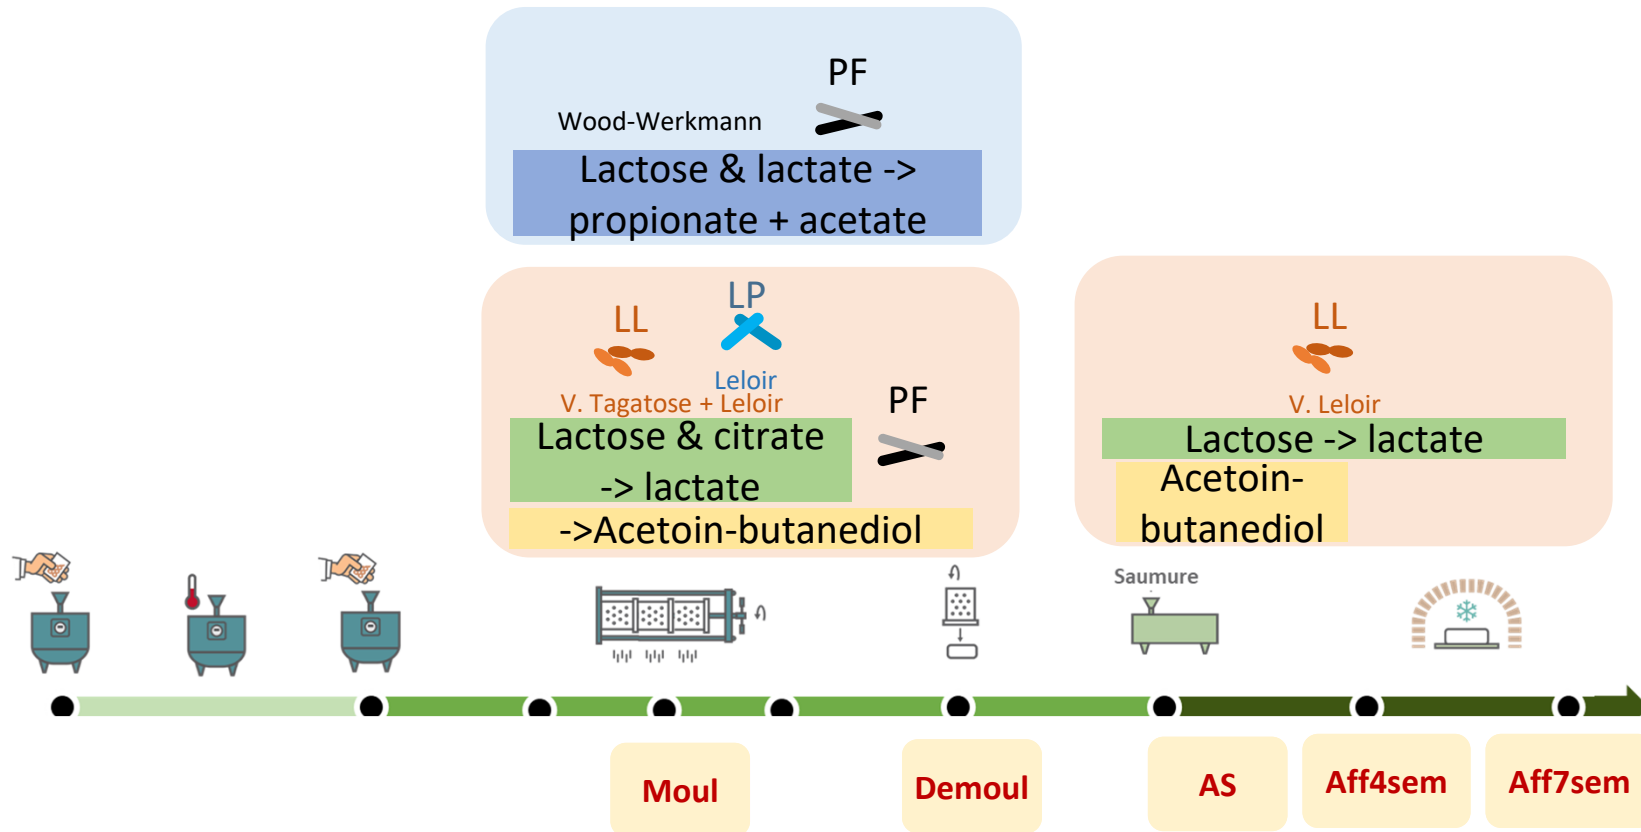 PF
Wood-Werkmann
Lactose & lactate ->
propionate + acetate
LP
LL
Leloir
V. Tagatose + Leloir
PF
Lactose & citrate
-> lactate
->Acetoin-butanediol
LL
V. Leloir
Lactose -> lactate
Acetoin-
butanediol
Saumure
Moul
Demoul
AS
Aff4sem
Aff7sem